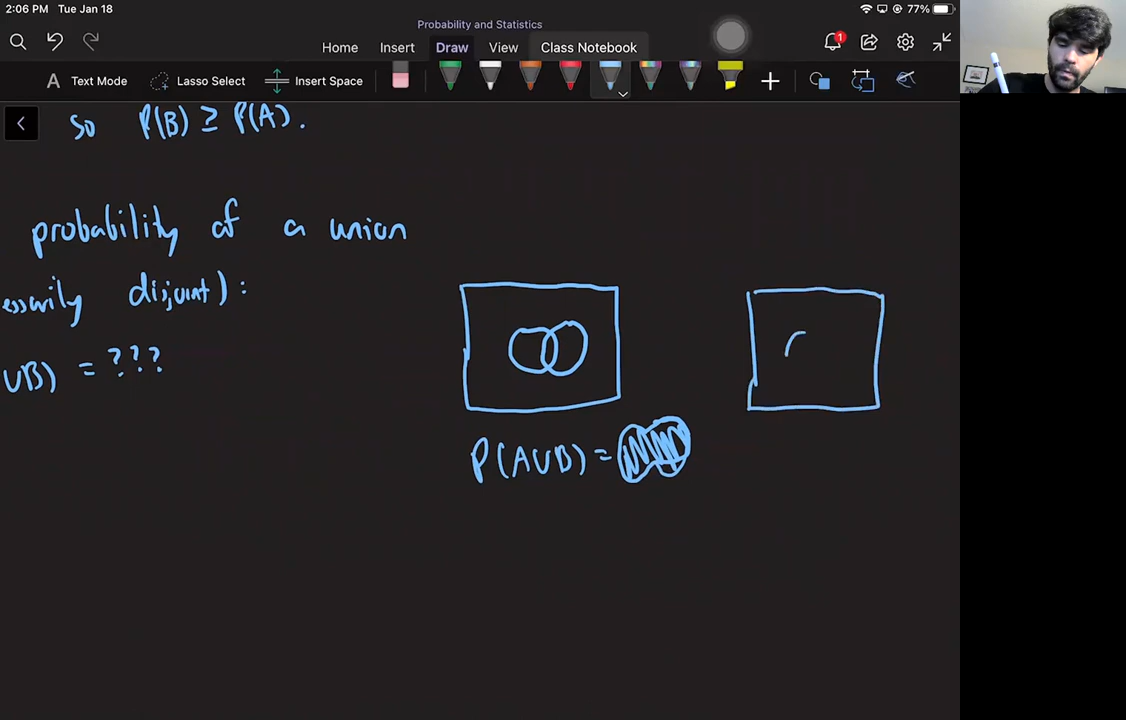 2:06 PM Tue Jan 18
77%
Probability and Statistics
Home Insert Draw View Class Notebook
1
Text Mode Lasso Select Insert Space
so P(B) ≥ P(A).
probability of a union
essarily disjoint):
UB) = ???
P(AUB) =